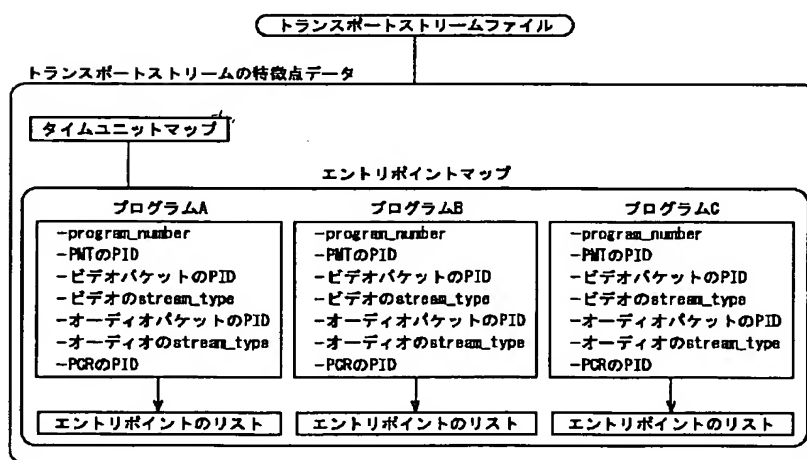 トランスポートストリームファイル
トランスポートストリームの特徴点データ
タイムユニットマップ
エントリポイントマップ
プログラムA
-program_number
-PMTのPID
-ビデオパケットのPID
-ビデオのstream_type
-オーディオパケットのPID
-オーディオのstream_type
-PCRのPID
エントリポイントのリスト
プログラムB
-program_number
-PMTのPID
-ビデオパケットのPID
-ビデオのstream_type
-オーディオパケットのPID
-オーディオのstream_type
-PCRのPID
エントリポイントのリスト
プログラムC
-program_number
-PMTのPID
-ビデオパケットのPID
-ビデオのstream_type
-オーディオパケットのPID
-オーディオのstream_type
-PCRのPID
エントリポイントのリスト